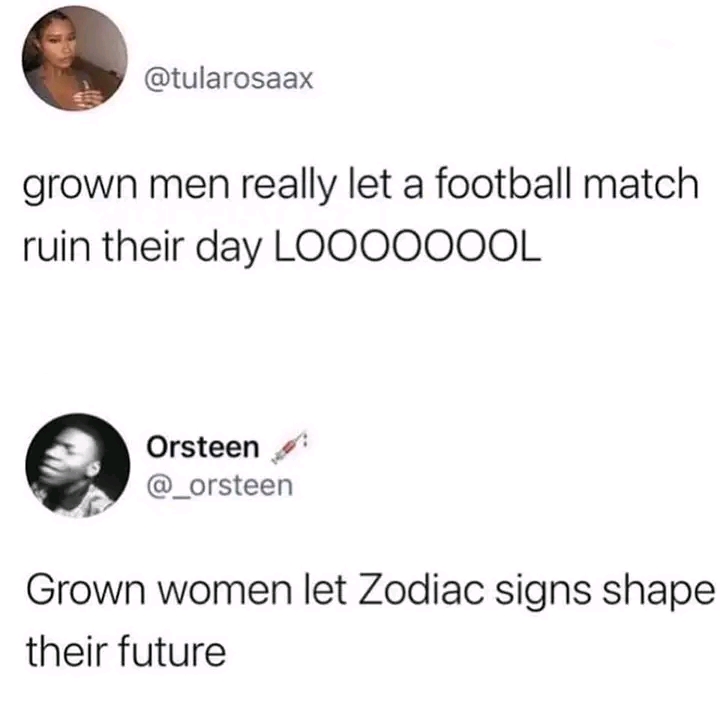 @tularosaax
grown men really let a football match
ruin their day LOOOOOOOL
Orsteen 💉
@_orsteen
Grown women let Zodiac signs shape
their future